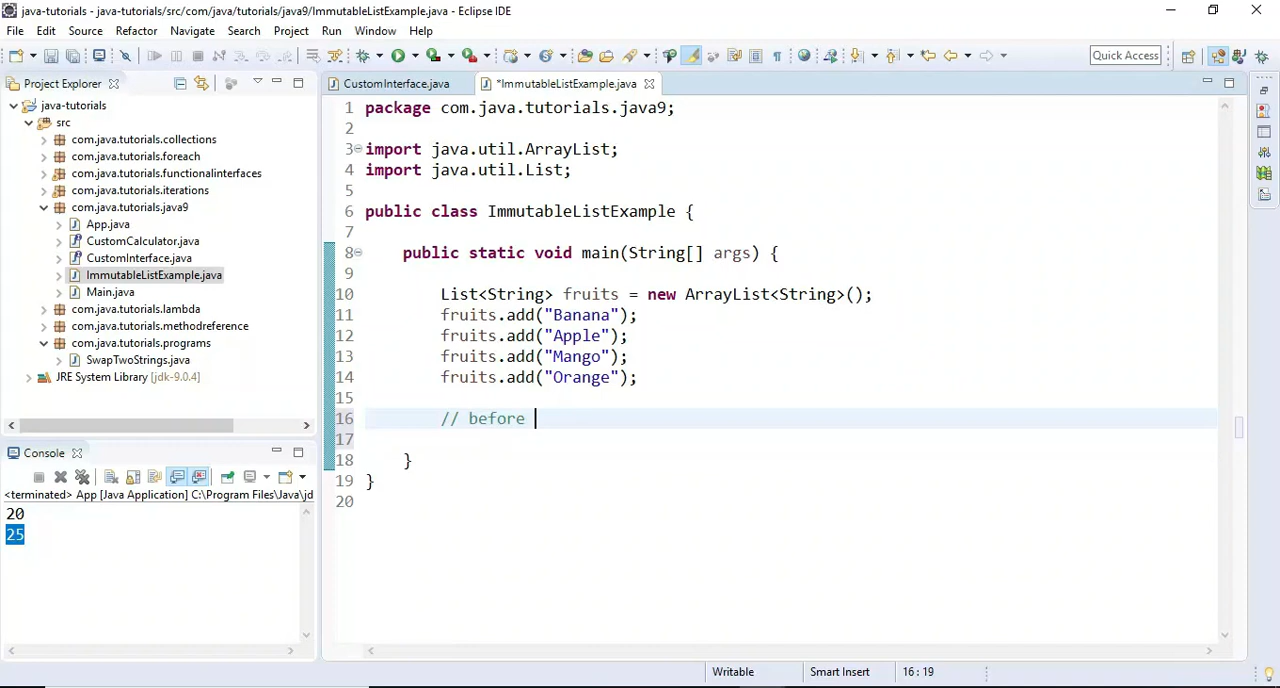 java-tutorials - java-tutorials/src/com/java/tutorials/java9/ImmutableListExample.java - Eclipse IDE
File Edit Source Refactor Navigate Search Project Run Window Help
Quick Access
Project Explorer
CustomInterface.java
*ImmutableListExample.java
java-tutorials
src
com.java.tutorials.collections
com.java.tutorials.foreach
com.java.tutorials.functionalinterfaces
com.java.tutorials.iterations
com.java.tutorials.java9
App.java
CustomCalculator.java
CustomInterface.java
ImmutableListExample.java
Main.java
com.java.tutorials.lambda
com.java.tutorials.methodreference
com.java.tutorials.programs
SwapTwoStrings.java
JRE System Library [jdk-9.0.4]
1 package com.java.tutorials.java9;
2
3 import java.util.ArrayList;
4 import java.util.List;
5
6 public class ImmutableListExample {
7
8 public static void main(String[] args) {
9
10 List<String> fruits = new ArrayList<String>();
11 fruits.add("Banana");
12 fruits.add("Apple");
13 fruits.add("Mango");
14 fruits.add("Orange");
15
16 // before
17
18 }
19 }
20
Console
<terminated> App [Java Application] C:\Program Files\Java\jd
20
25
Writable Smart Insert 16 : 19